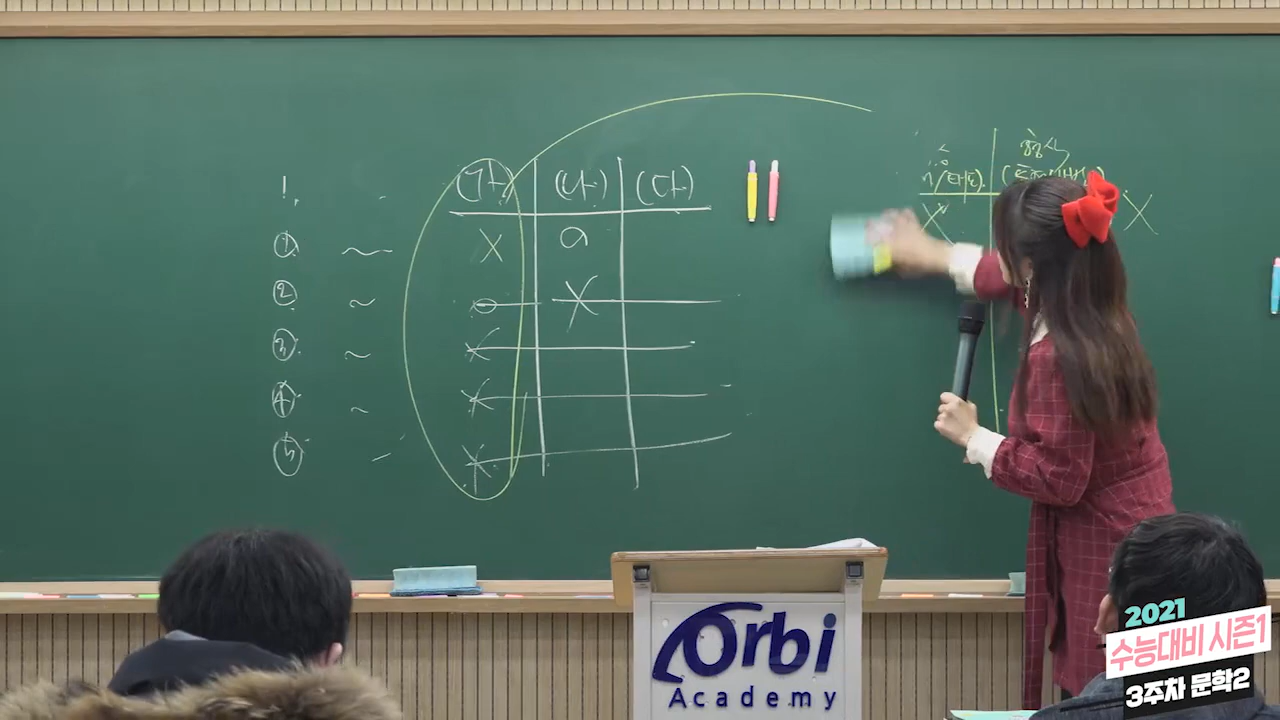 1.
(가) (나) (다)
① X a
② O X
③ X
④ X
⑤ X
X X
Orbi
Academy
2021
수능대비 시즌1
3주차 문학2